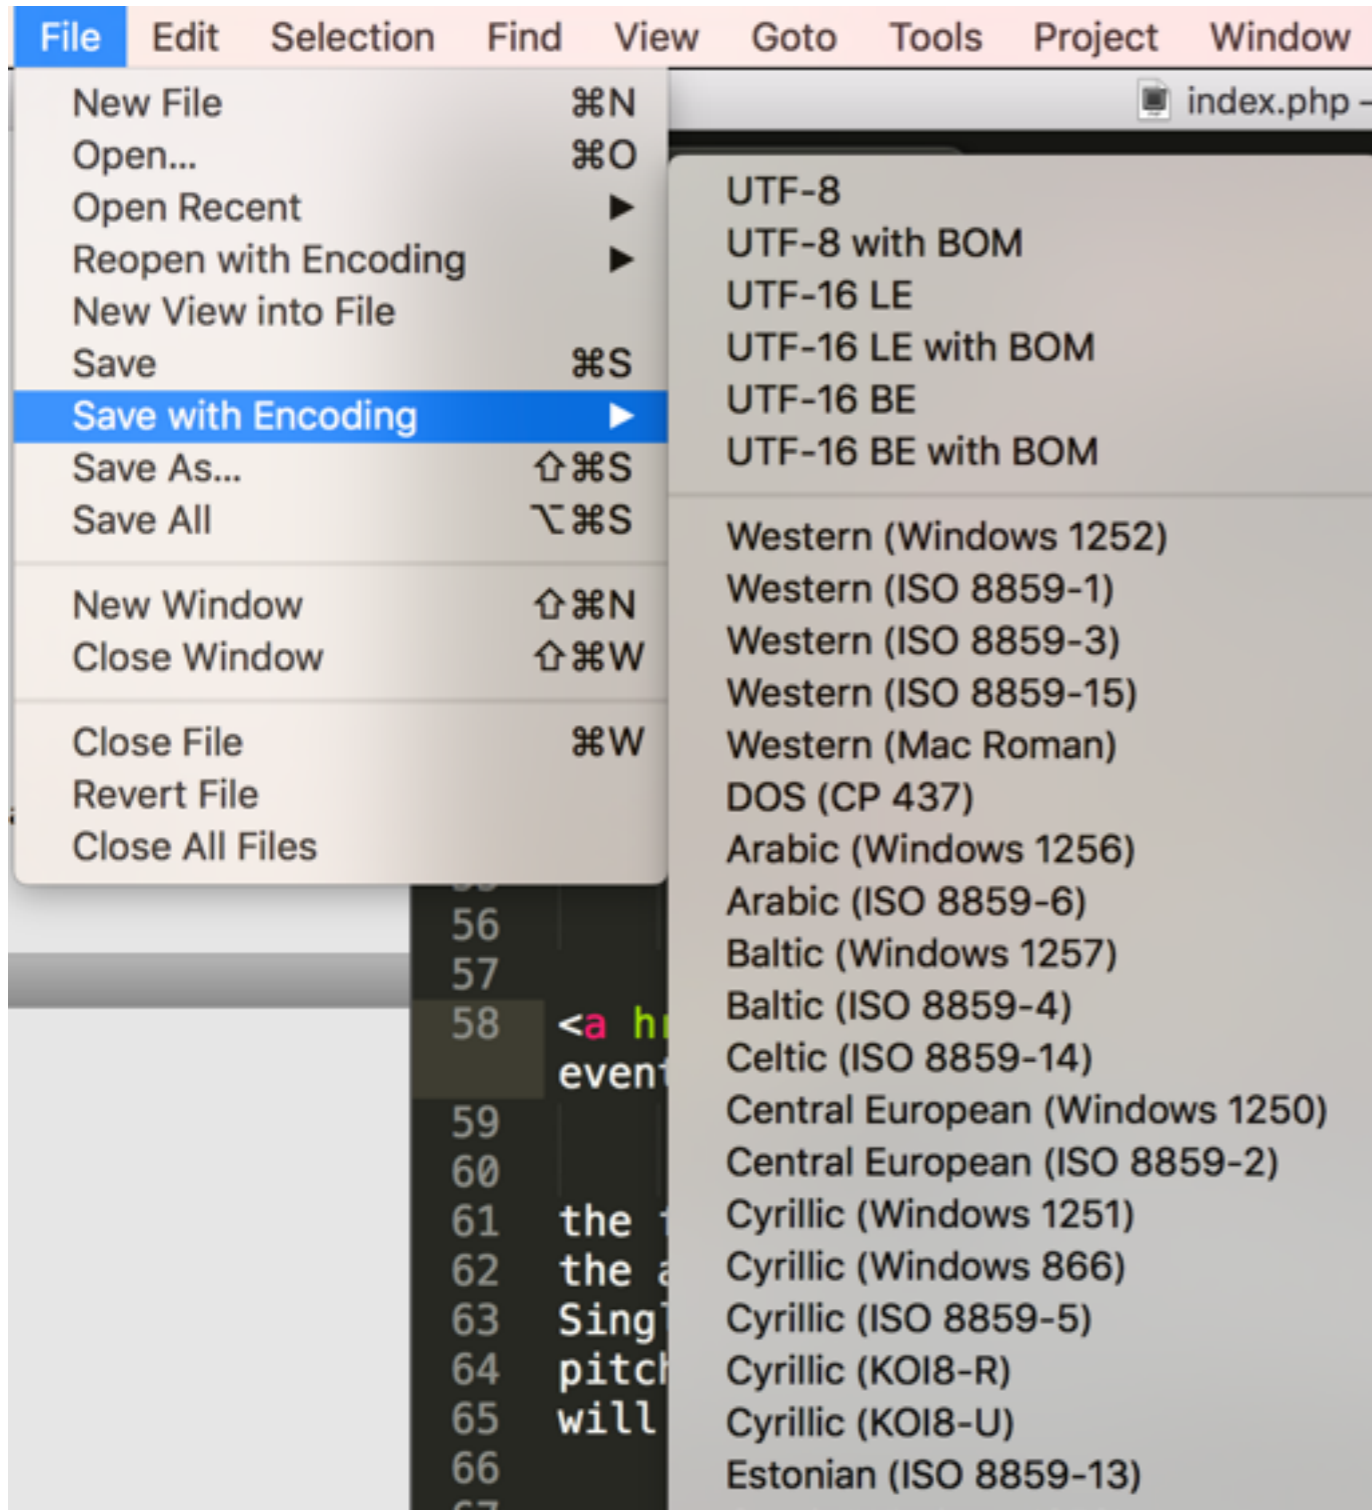 File Edit Selection Find View Goto Tools Project Window
index.php –
New File ⌘N
Open... ⌘O
Open Recent ▶
Reopen with Encoding ▶
New View into File
Save ⌘S
Save with Encoding ▶
Save As... ⇧⌘S
Save All ⌥⌘S
New Window ⇧⌘N
Close Window ⇧⌘W
Close File ⌘W
Revert File
Close All Files
UTF-8
UTF-8 with BOM
UTF-16 LE
UTF-16 LE with BOM
UTF-16 BE
UTF-16 BE with BOM
Western (Windows 1252)
Western (ISO 8859-1)
Western (ISO 8859-3)
Western (ISO 8859-15)
Western (Mac Roman)
DOS (CP 437)
Arabic (Windows 1256)
Arabic (ISO 8859-6)
Baltic (Windows 1257)
Baltic (ISO 8859-4)
Celtic (ISO 8859-14)
Central European (Windows 1250)
Central European (ISO 8859-2)
Cyrillic (Windows 1251)
Cyrillic (Windows 866)
Cyrillic (ISO 8859-5)
Cyrillic (KOI8-R)
Cyrillic (KOI8-U)
Estonian (ISO 8859-13)
56
57
58 <a
event
59
60
61 the
62 the
63
64 pitch
65 will
66